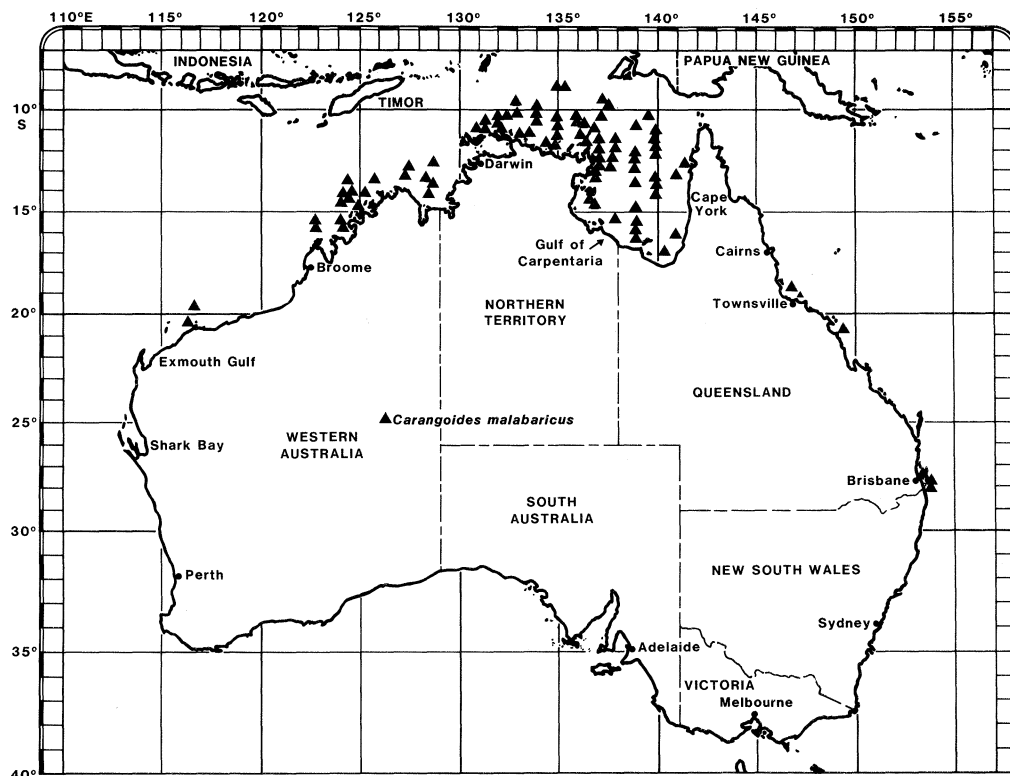 110°E 115° 120° 125° 130° 135° 140° 145° 150° 155°
INDONESIA
PAPUA NEW GUINEA
TIMOR
10°
S
Darwin
15°
Cape
York
Gulf of
Carpentaria
Cairns
Broome
Townsville
NORTHERN
TERRITORY
20°
Exmouth Gulf
QUEENSLAND
25°
Carangoides malabaricus
WESTERN
AUSTRALIA
Shark Bay
Brisbane
SOUTH
AUSTRALIA
30°
NEW SOUTH WALES
Perth
Sydney
35°
Adelaide
VICTORIA
Melbourne
40°